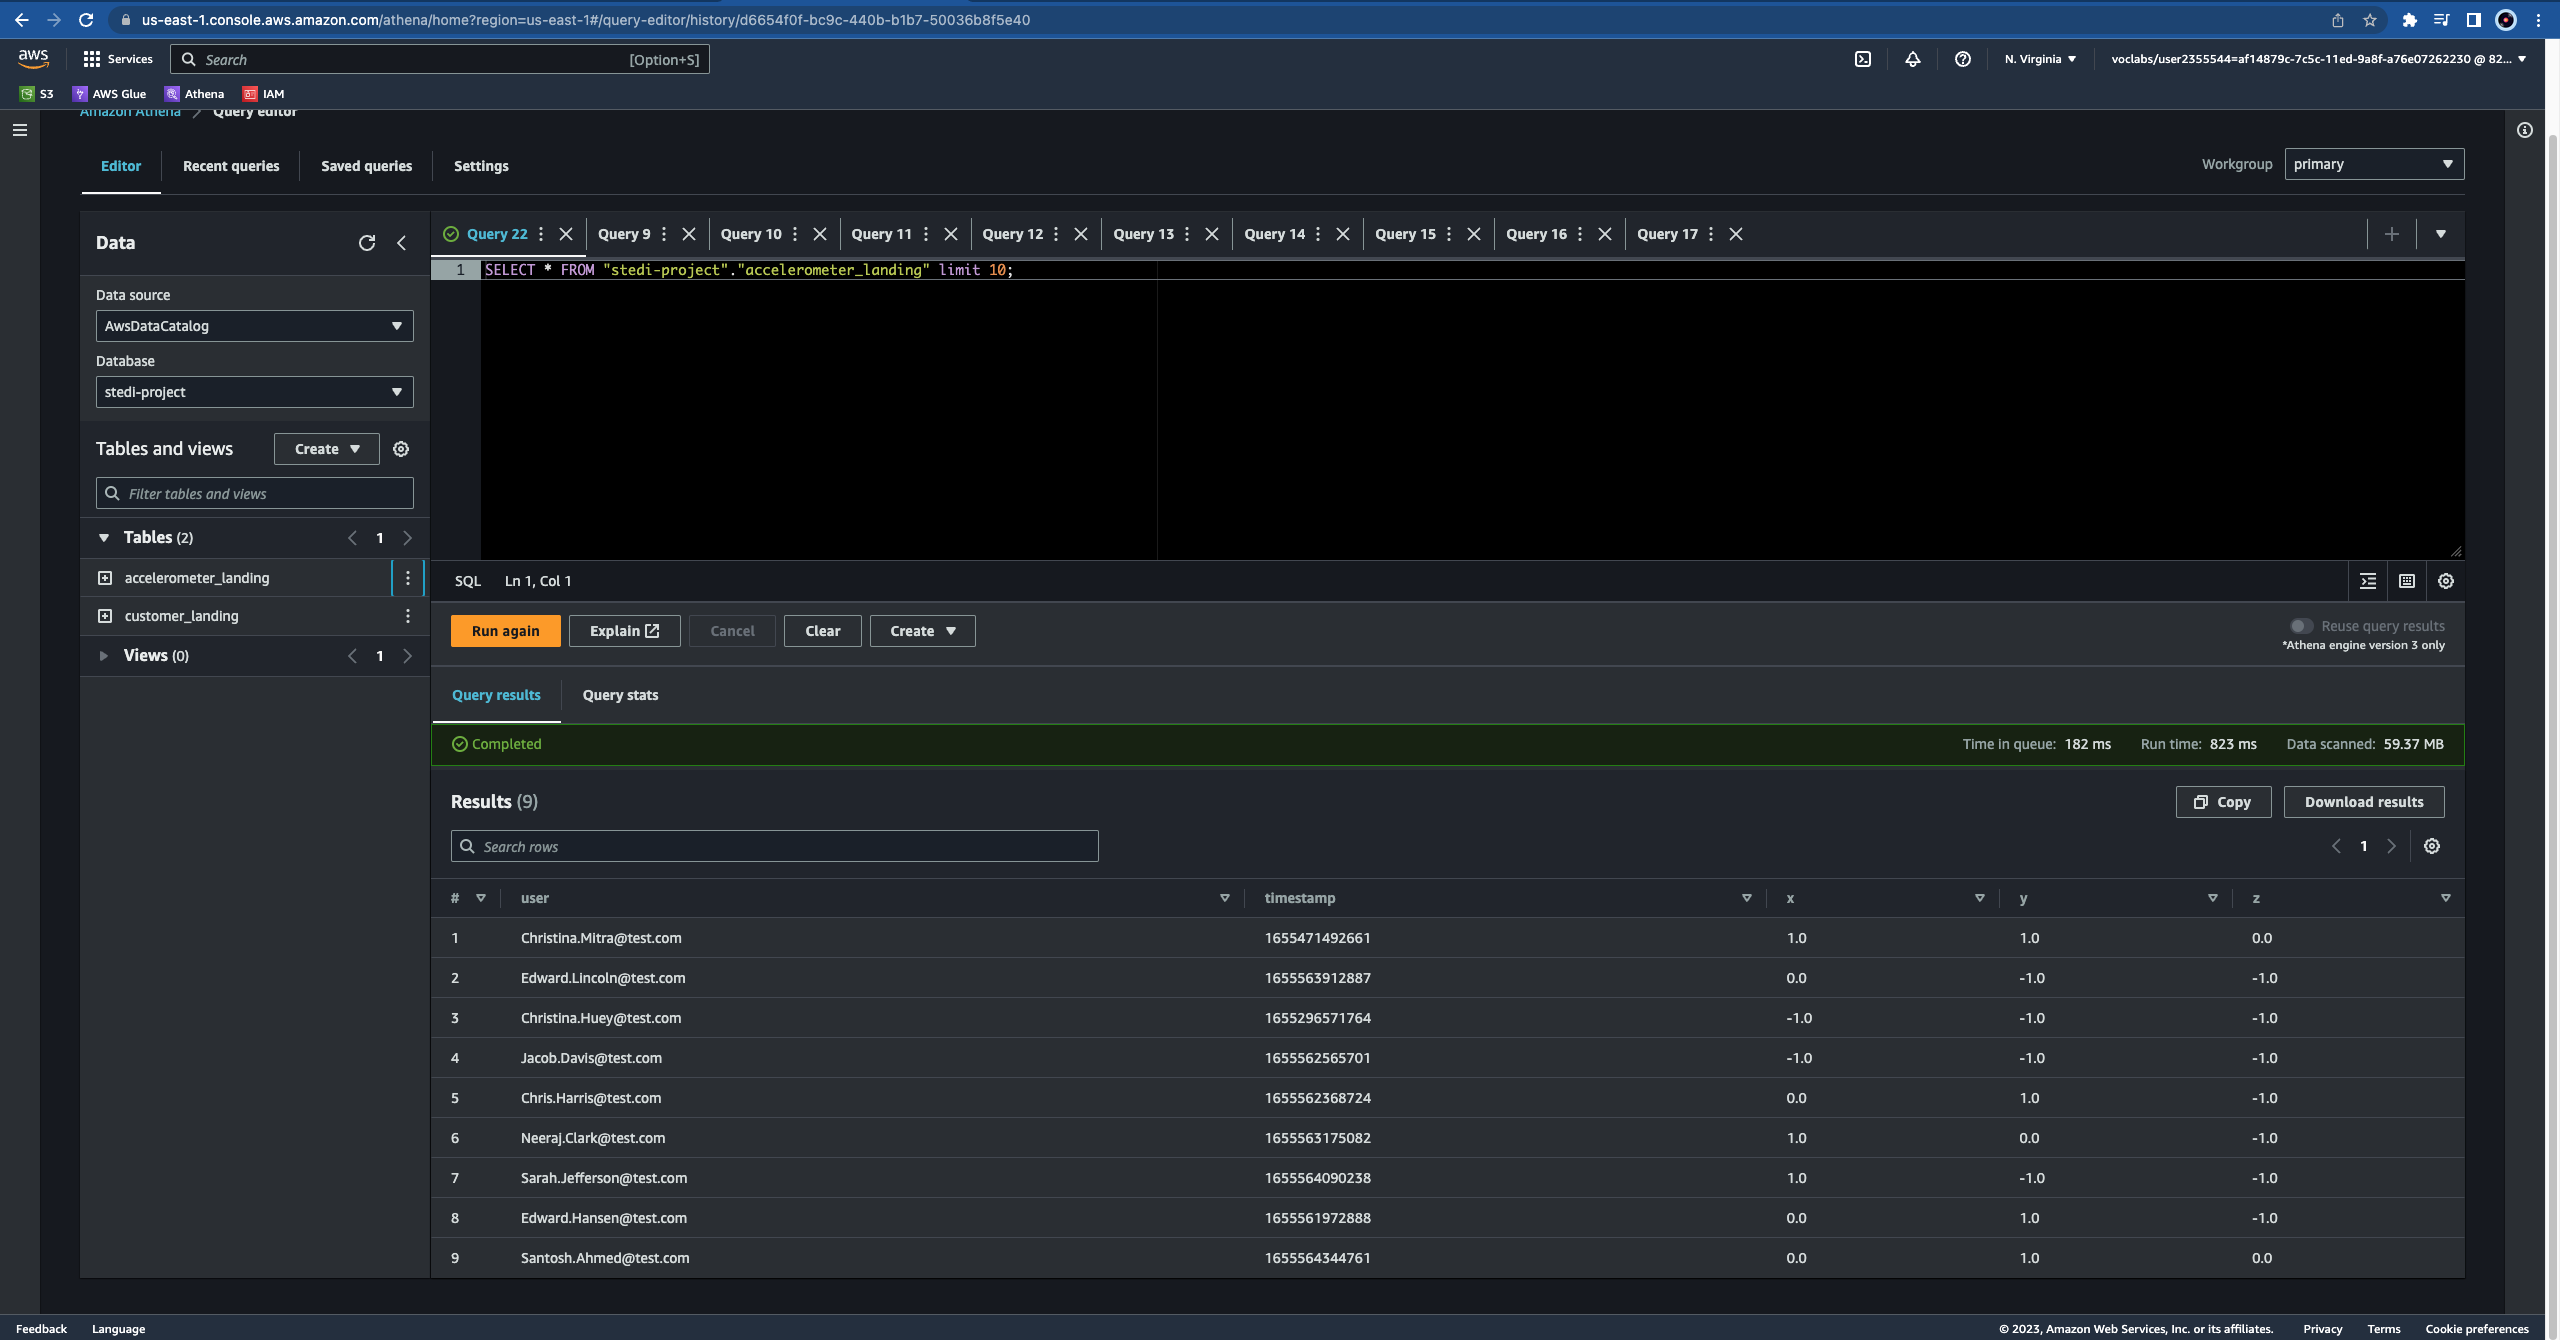 us-east-1.console.aws.amazon.com/athena/home?region=us-east-1#/query-editor/history/d6654f0f-bc9c-440b-b1b7-50036b8f5e40
aws Services Search [Option+S] N. Virginia voclabs/user2355544=af14879c-7c5c-11ed-9a8f-a76e07262230 @ 82...
S3 AWS Glue Athena IAM
Amazon Athena Query editor
Editor Recent queries Saved queries Settings Workgroup primary
Data
Data source
AwsDataCatalog
Database
stedi-project
Tables and views Create
Filter tables and views
Tables (2) 1
accelerometer_landing
customer_landing
Views (0) 1
Query 22 Query 9 Query 10 Query 11 Query 12 Query 13 Query 14 Query 15 Query 16 Query 17
1 SELECT * FROM "stedi-project"."accelerometer_landing" limit 10;
SQL Ln 1, Col 1
Run again Explain Cancel Clear Create Reuse query results
*Athena engine version 3 only
Query results Query stats
Completed Time in queue: 182 ms Run time: 823 ms Data scanned: 59.37 MB
Results (9) Copy Download results
Search rows 1
# user timestamp x y z
1 Christina.Mitra@test.com 1655471492661 1.0 1.0 0.0
2 Edward.Lincoln@test.com 1655563912887 0.0 -1.0 -1.0
3 Christina.Huey@test.com 1655296571764 -1.0 -1.0 -1.0
4 Jacob.Davis@test.com 1655562565701 -1.0 -1.0 -1.0
5 Chris.Harris@test.com 1655562368724 0.0 1.0 -1.0
6 Neeraj.Clark@test.com 1655563175082 1.0 0.0 -1.0
7 Sarah.Jefferson@test.com 1655564090238 1.0 -1.0 -1.0
8 Edward.Hansen@test.com 1655561972888 0.0 1.0 -1.0
9 Santosh.Ahmed@test.com 1655564344761 0.0 1.0 0.0
Feedback Language © 2023, Amazon Web Services, Inc. or its affiliates. Privacy Terms Cookie preferences